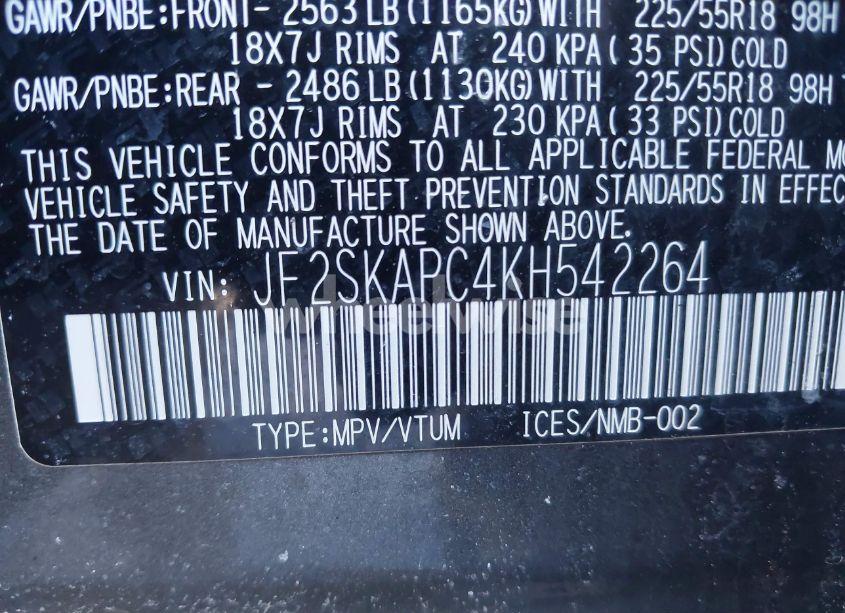 GAWR/PNBE:FRONT- 2563 LB(1165KG)WITH 225/55R18 98H
18X7J RIMS AT 240 KPA( 35 PSI)COLD
GAWR/PNBE:REAR - 2486 LB(1130KG)WITH 225/55R18 98H
18X7J RIMS AT 230 KPA( 33 PSI)COLD
THIS VEHICLE CONFORMS TO ALL APPLICABLE FEDERAL MO
VEHICLE SAFETY AND THEFT PREVENTION STANDARDS IN EFFEC
THE DATE OF MANUFACTURE SHOWN ABOVE.
VIN: JF2SKAPC4KH542264
wheelwise
TYPE:MPV/VTUM ICES/NMB-002